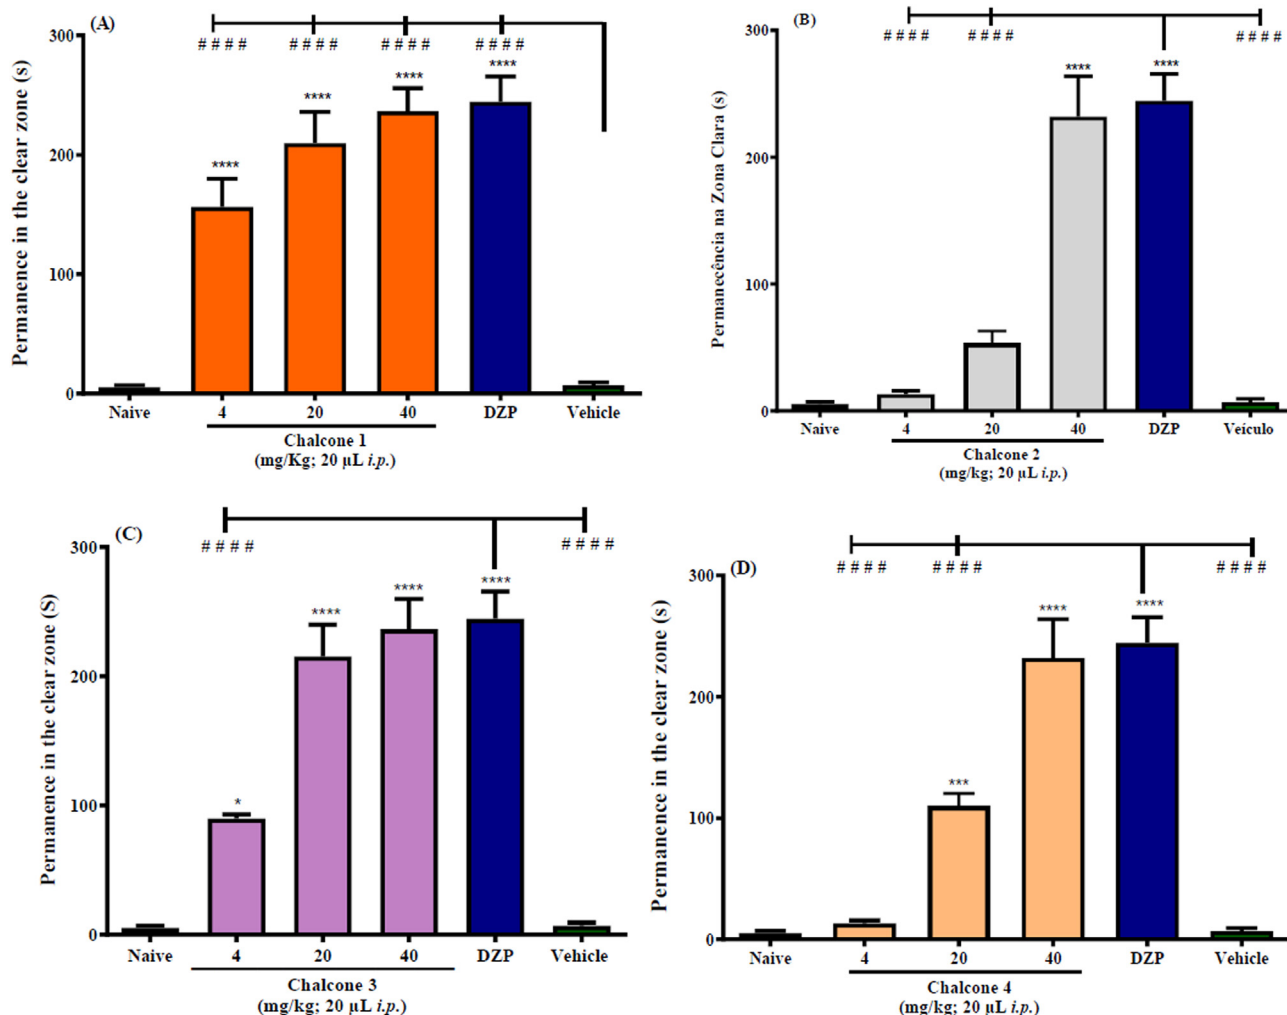 (A)
# # # #
# # # #
# # # #
# # # #
****
****
****
****
Permanence in the clear zone (s)
300
200
100
0
Naive
4
20
40
DZP
Vehicle
Chalcone 1
(mg/Kg; 20 µL i.p.)
(B)
# # # #
# # # #
# # # #
****
****
Permanecência na Zona Clara (s)
300
200
100
0
Naive
4
20
40
DZP
Veículo
Chalcone 2
(mg/kg; 20 µL i.p.)
(C)
# # # #
# # # #
*
****
****
****
Permanence in the clear zone (S)
300
200
100
0
Naive
4
20
40
DZP
Vehicle
Chalcone 3
(mg/kg; 20 µL i.p.)
(D)
# # # #
# # # #
# # # #
***
****
****
Permanence in the clear zone (s)
300
200
100
0
Naive
4
20
40
DZP
Vehicle
Chalcone 4
(mg/kg; 20 µL i.p.)